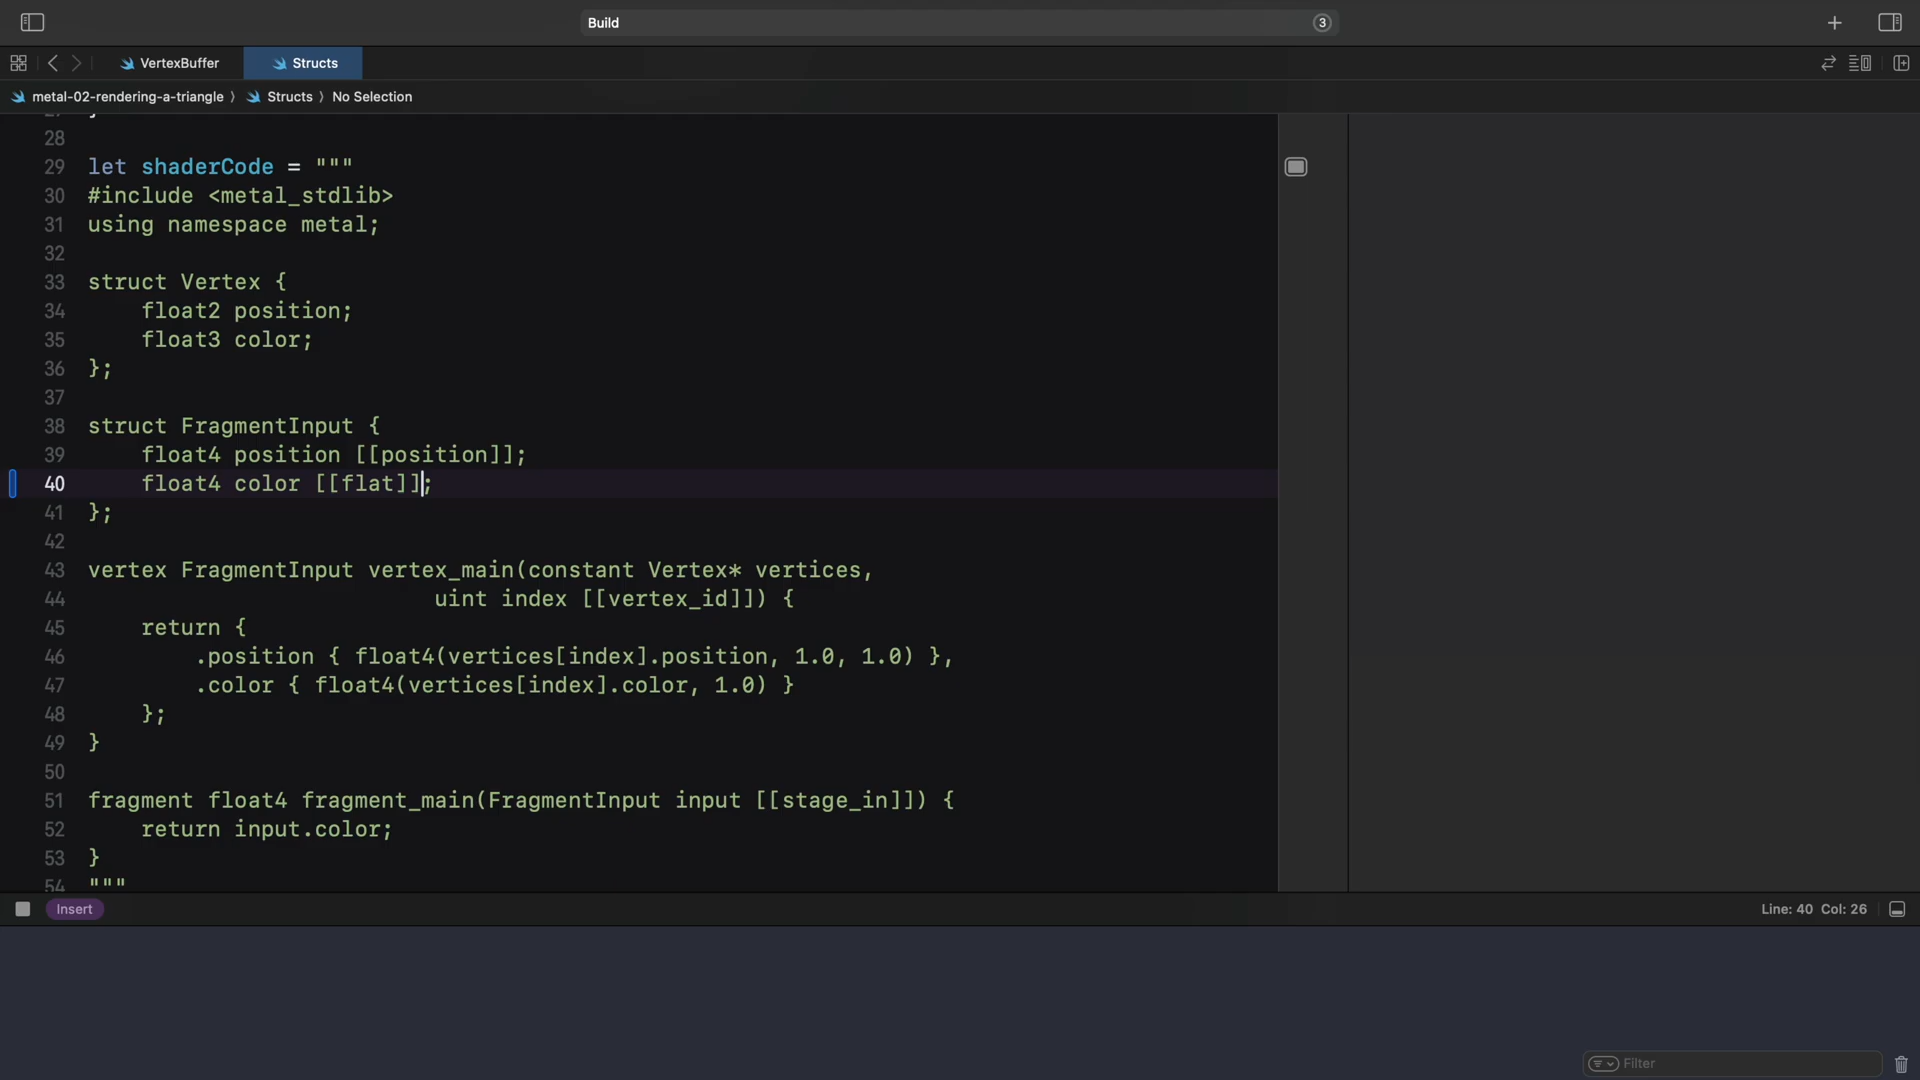 Build
3
VertexBuffer
Structs
metal-02-rendering-a-triangle ⟩ Structs ⟩ No Selection
28
29 let shaderCode = """
30 #include <metal_stdlib>
31 using namespace metal;
32
33 struct Vertex {
34     float2 position;
35     float3 color;
36 };
37
38 struct FragmentInput {
39     float4 position [[position]];
40     float4 color [[flat]];
41 };
42
43 vertex FragmentInput vertex_main(constant Vertex* vertices,
44                           uint index [[vertex_id]]) {
45     return {
46         .position { float4(vertices[index].position, 1.0, 1.0) },
47         .color { float4(vertices[index].color, 1.0) }
48     };
49 }
50
51 fragment float4 fragment_main(FragmentInput input [[stage_in]]) {
52     return input.color;
53 }
54 """
Insert
Line: 40 Col: 26
Filter